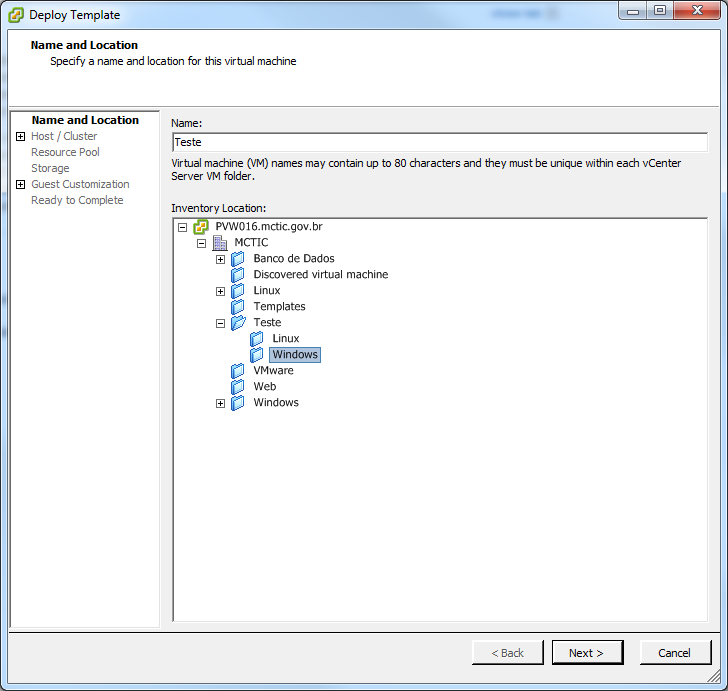 Deploy Template
Name and Location
Specify a name and location for this virtual machine
Name and Location
Host / Cluster
Resource Pool
Storage
Guest Customization
Ready to Complete
Name:
Teste
Virtual machine (VM) names may contain up to 80 characters and they must be unique within each vCenter
Server VM folder.
Inventory Location:
PVW016.mctic.gov.br
MCTIC
Banco de Dados
Discovered virtual machine
Linux
Templates
Teste
Linux
Windows
VMware
Web
Windows
< Back
Next >
Cancel